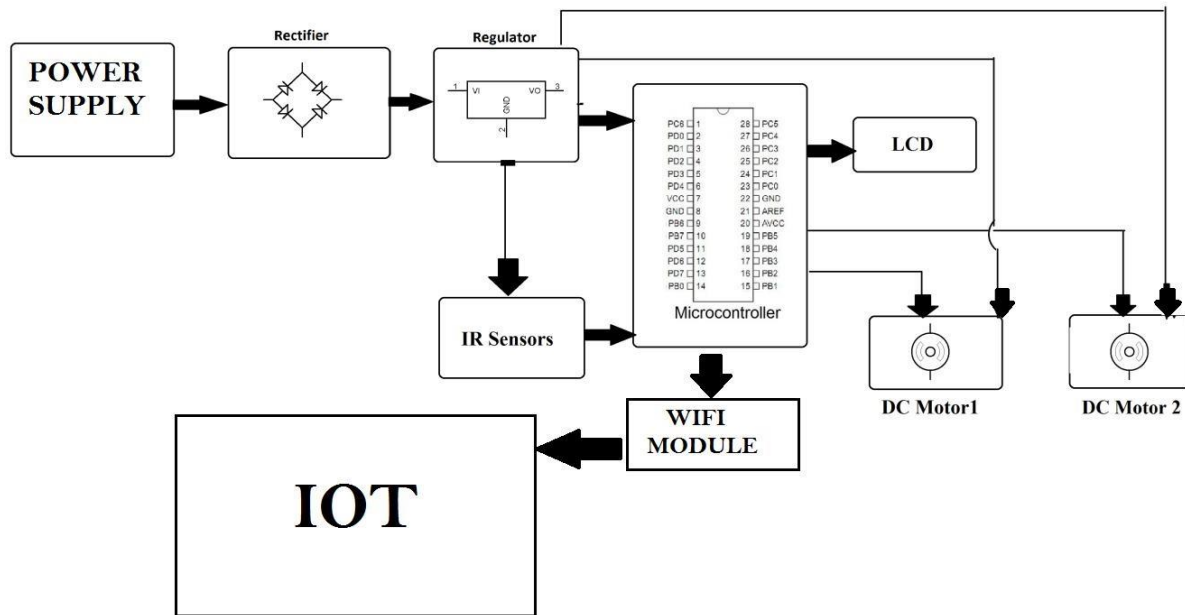 Rectifier
Regulator
POWER
SUPPLY
1 VI VO 3
GND
2
PC6 1 28 PC5
PD0 2 27 PC4
PD1 3 26 PC3
PD2 4 25 PC2
PD3 5 24 PC1
PD4 6 23 PC0
VCC 7 22 GND
GND 8 21 AREF
PB6 9 20 AVCC
PB7 10 19 PB5
PD5 11 18 PB4
PD6 12 17 PB3
PD7 13 16 PB2
PB0 14 15 PB1
Microcontroller
LCD
IR Sensors
DC Motor1
DC Motor 2
WIFI
MODULE
IOT